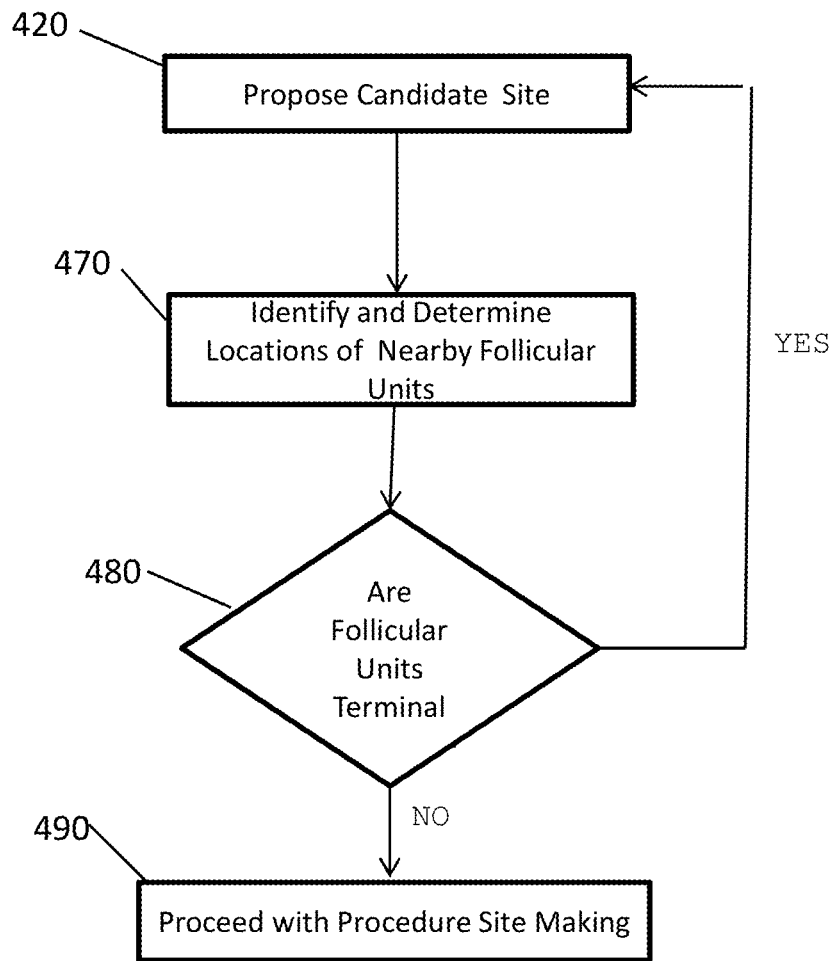 420
Propose Candidate Site
470
Identify and Determine
Locations of Nearby Follicular
Units
YES
480
Are
Follicular
Units
Terminal
NO
490
Proceed with Procedure Site Making